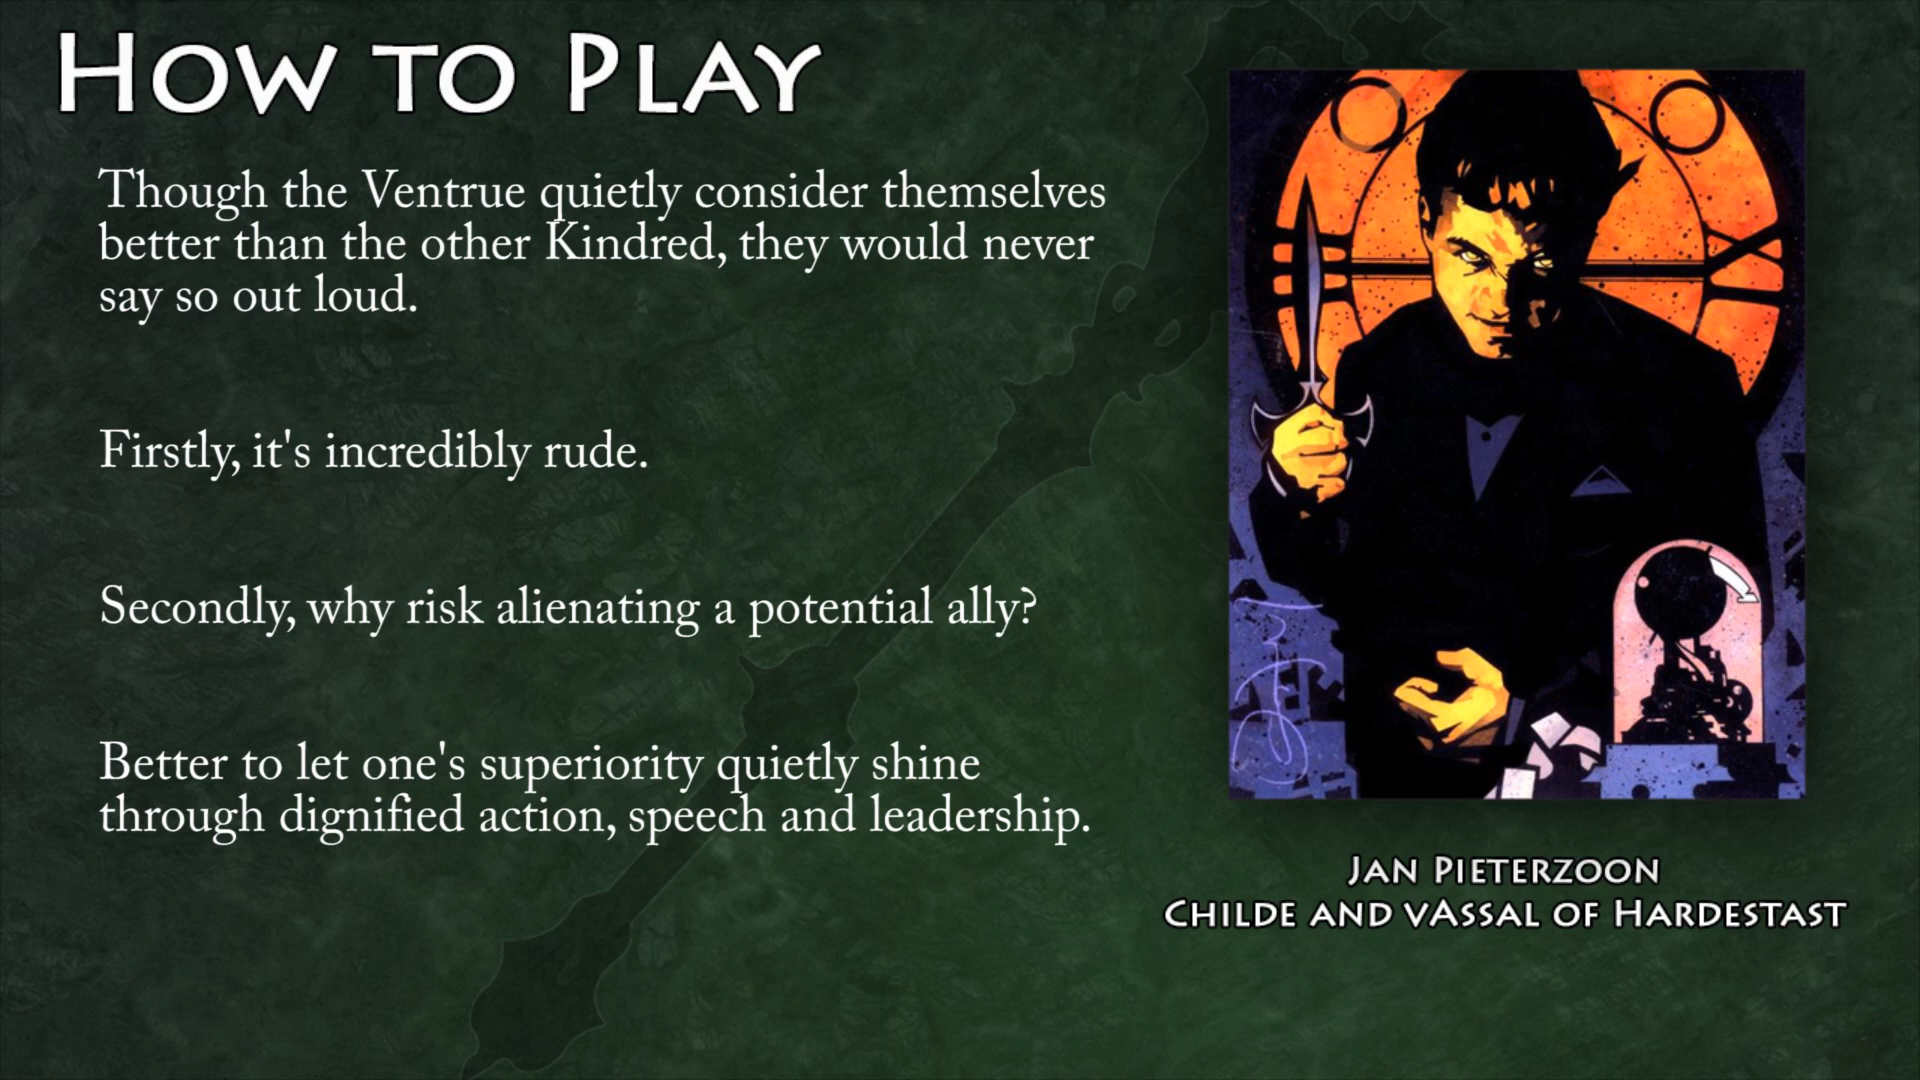 How to Play
Though the Ventrue quietly consider themselves
better than the other Kindred, they would never
say so out loud.
Firstly, it's incredibly rude.
Secondly, why risk alienating a potential ally?
Better to let one's superiority quietly shine
through dignified action, speech and leadership.
Jan Pieterzoon
Childe and vAssal of Hardestast